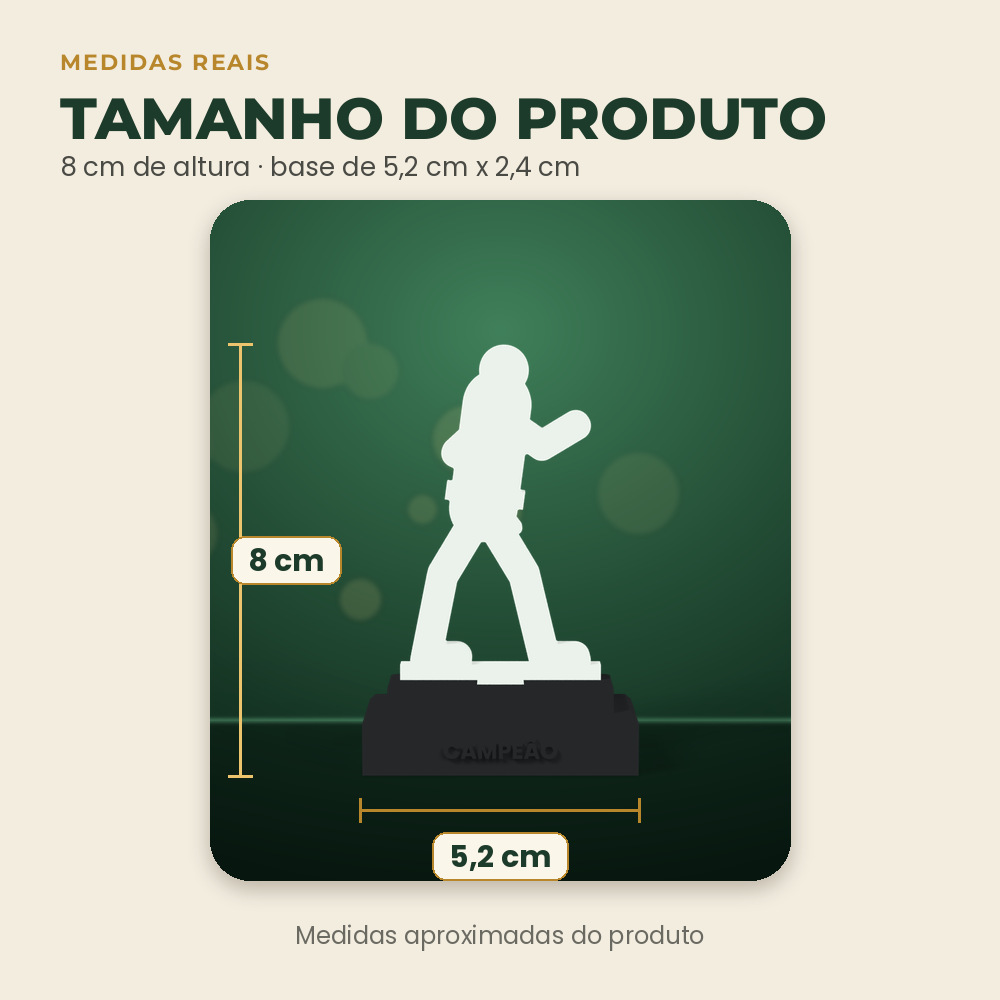 MEDIDAS REAIS
TAMANHO DO PRODUTO
8 cm de altura · base de 5,2 cm x 2,4 cm
8 cm
CAMPEÃO
5,2 cm
Medidas aproximadas do produto